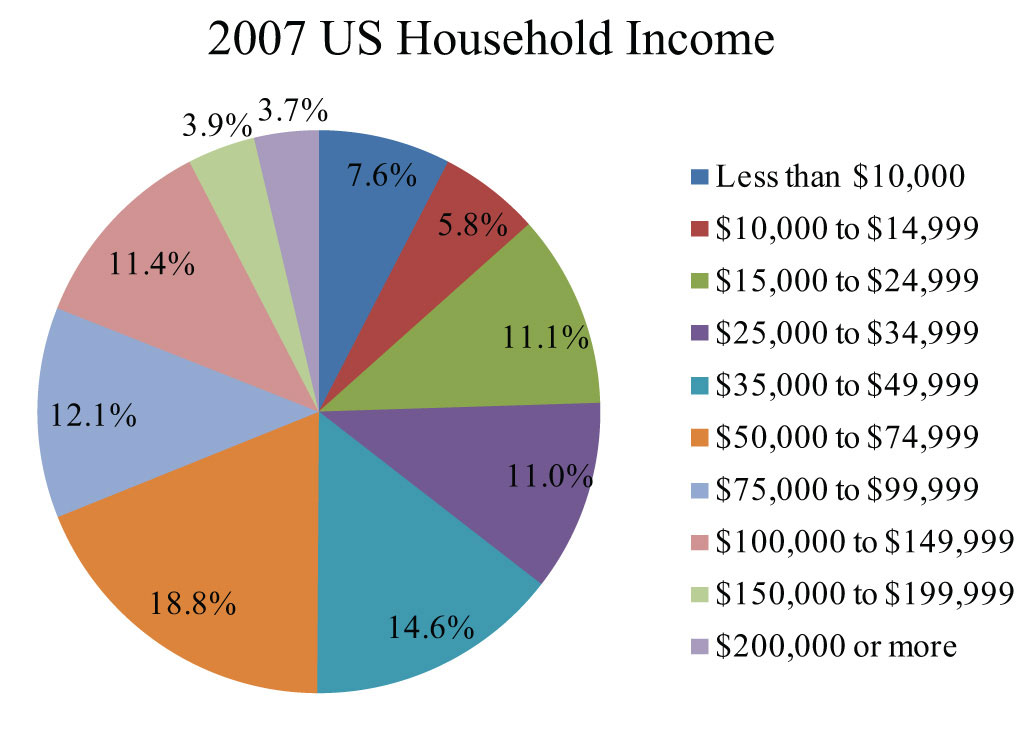 2007 US Household Income
3.9%
3.7%
7.6%
5.8%
11.4%
11.1%
12.1%
11.0%
18.8%
14.6%
Less than $10,000
$10,000 to $14,999
$15,000 to $24,999
$25,000 to $34,999
$35,000 to $49,999
$50,000 to $74,999
$75,000 to $99,999
$100,000 to $149,999
$150,000 to $199,999
$200,000 or more